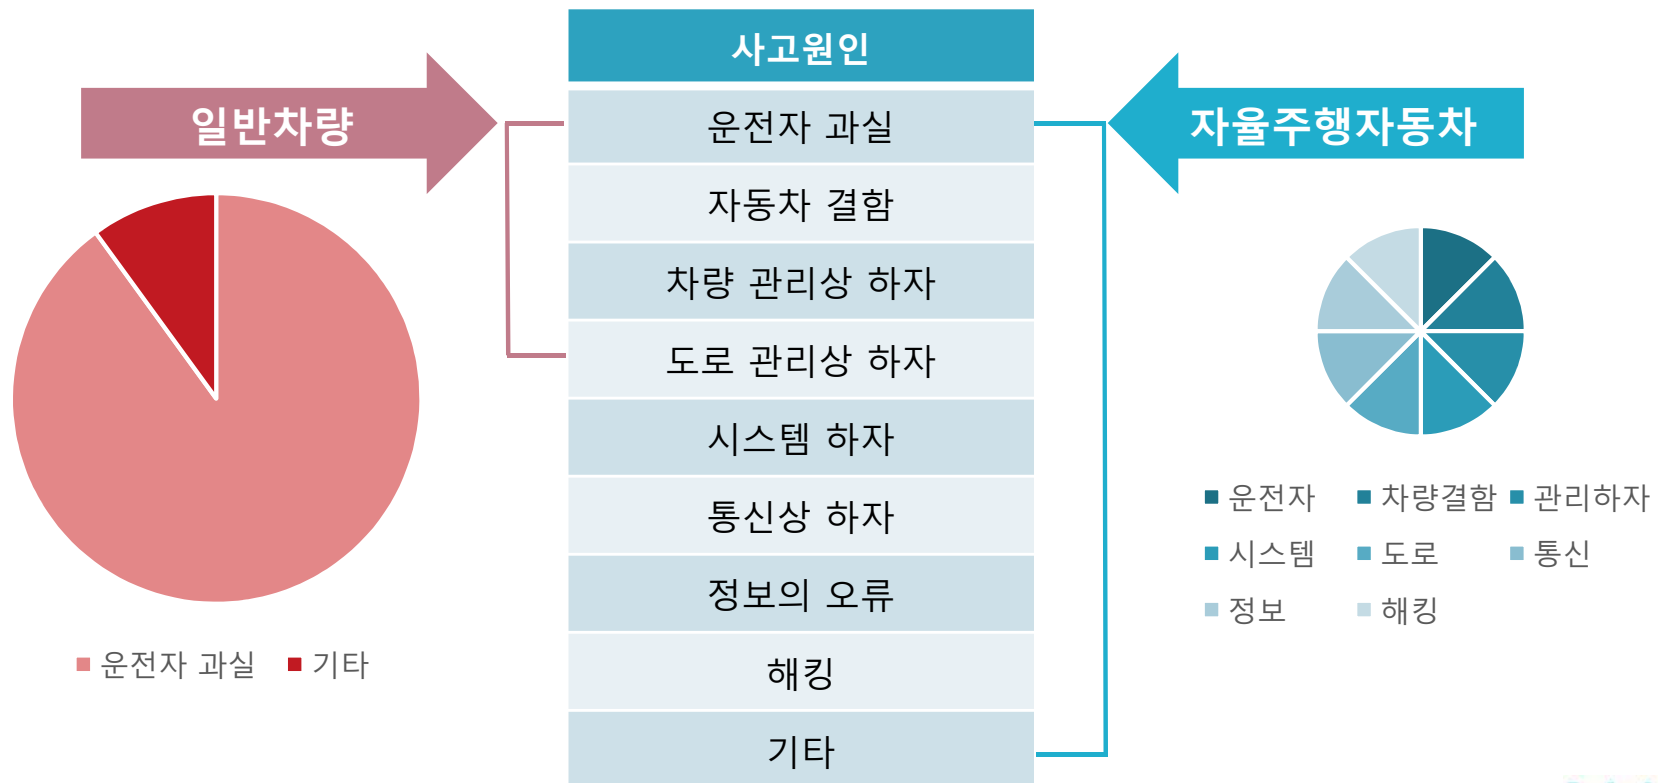 사고원인
일반차량
자율주행자동차
운전자 과실
자동차 결함
차량 관리상 하자
도로 관리상 하자
시스템 하자
통신상 하자
정보의 오류
해킹
기타
운전자 과실 기타
운전자 차량결함 관리하자
시스템 도로 통신
정보 해킹